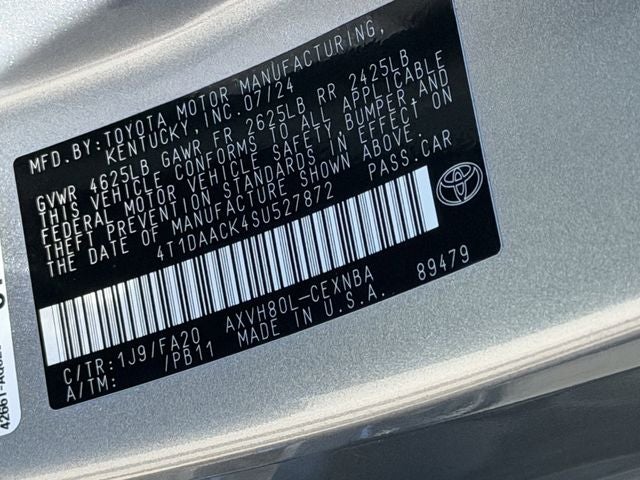 MFD.BY:TOYOTA MOTOR MANUFACTURING,
KENTUCKY, INC. 07/24
GVWR 4625LB GAWR FR 2625LB RR 2425LB
THIS VEHICLE CONFORMS TO ALL APPLICABLE
FEDERAL MOTOR VEHICLE SAFETY, BUMPER, AND
THEFT PREVENTION STANDARDS IN EFFECT ON
THE DATE OF MANUFACTURE SHOWN ABOVE.
4T1DAACK4SU527872 PASS.CAR
C/TR: 1J9/FA20 AXVH80L-CEXNBA 89479
A/TM: /PB11 MADE IN U.S.A.